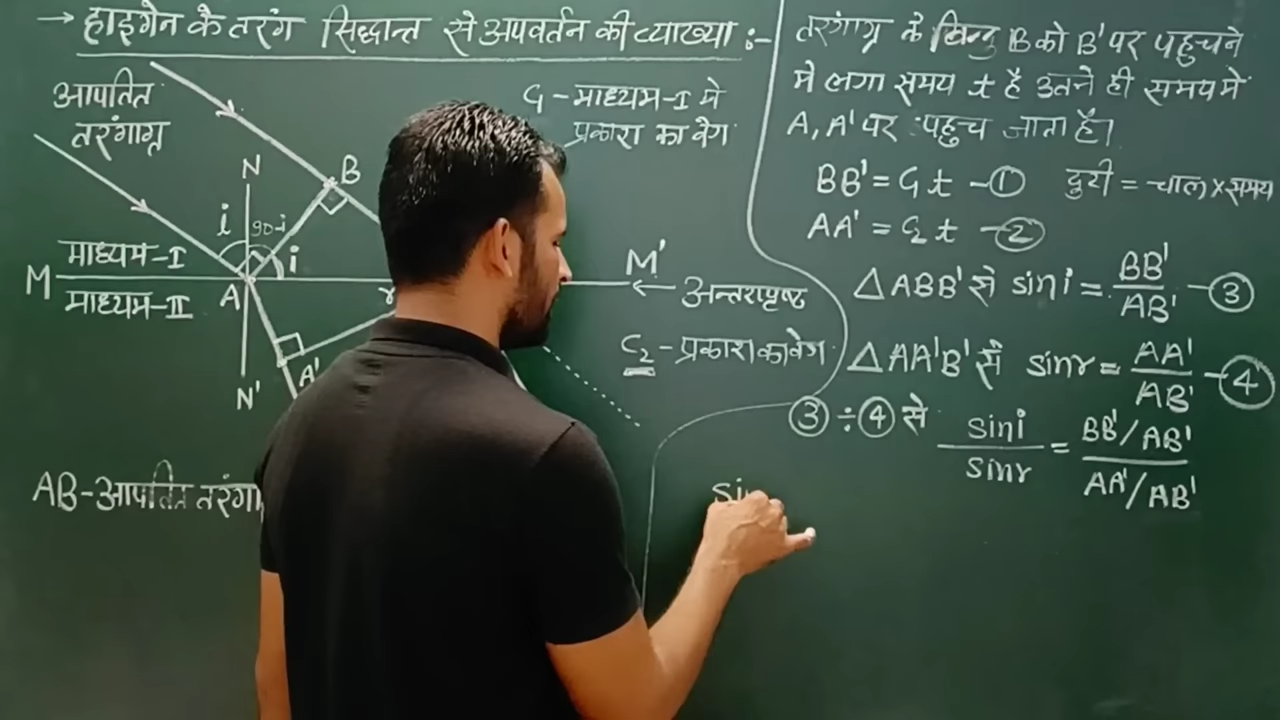 → हाइगेन के तरंग सिद्धान्त से अपवर्तन की व्याख्या :-
आपतित
तरंगाग्र
C₁ - माध्यम-I में
प्रकाश का वेग
N
B
i
90-i
i
माध्यम-I
M
M'
माध्यम-II
A
r
← अन्तरापृष्ठ
A'
N'
C₂ - प्रकाश का वेग
AB-आपतित
तरंगाग्र के बिन्दु B को B' पर पहुचने
मे लगा समय t है उतने ही समय मे
A, A' पर पहुच जाता है।
BB' = C₁ t - ①
दुरी = चाल × समय
AA' = C₂ t - ②
△ABB' से sin i = BB' / AB' - ③
△AA'B' से sin r = AA' / AB' - ④
③ ÷ ④ से
sin i / sin r = BB'/AB' / AA'/AB'
si